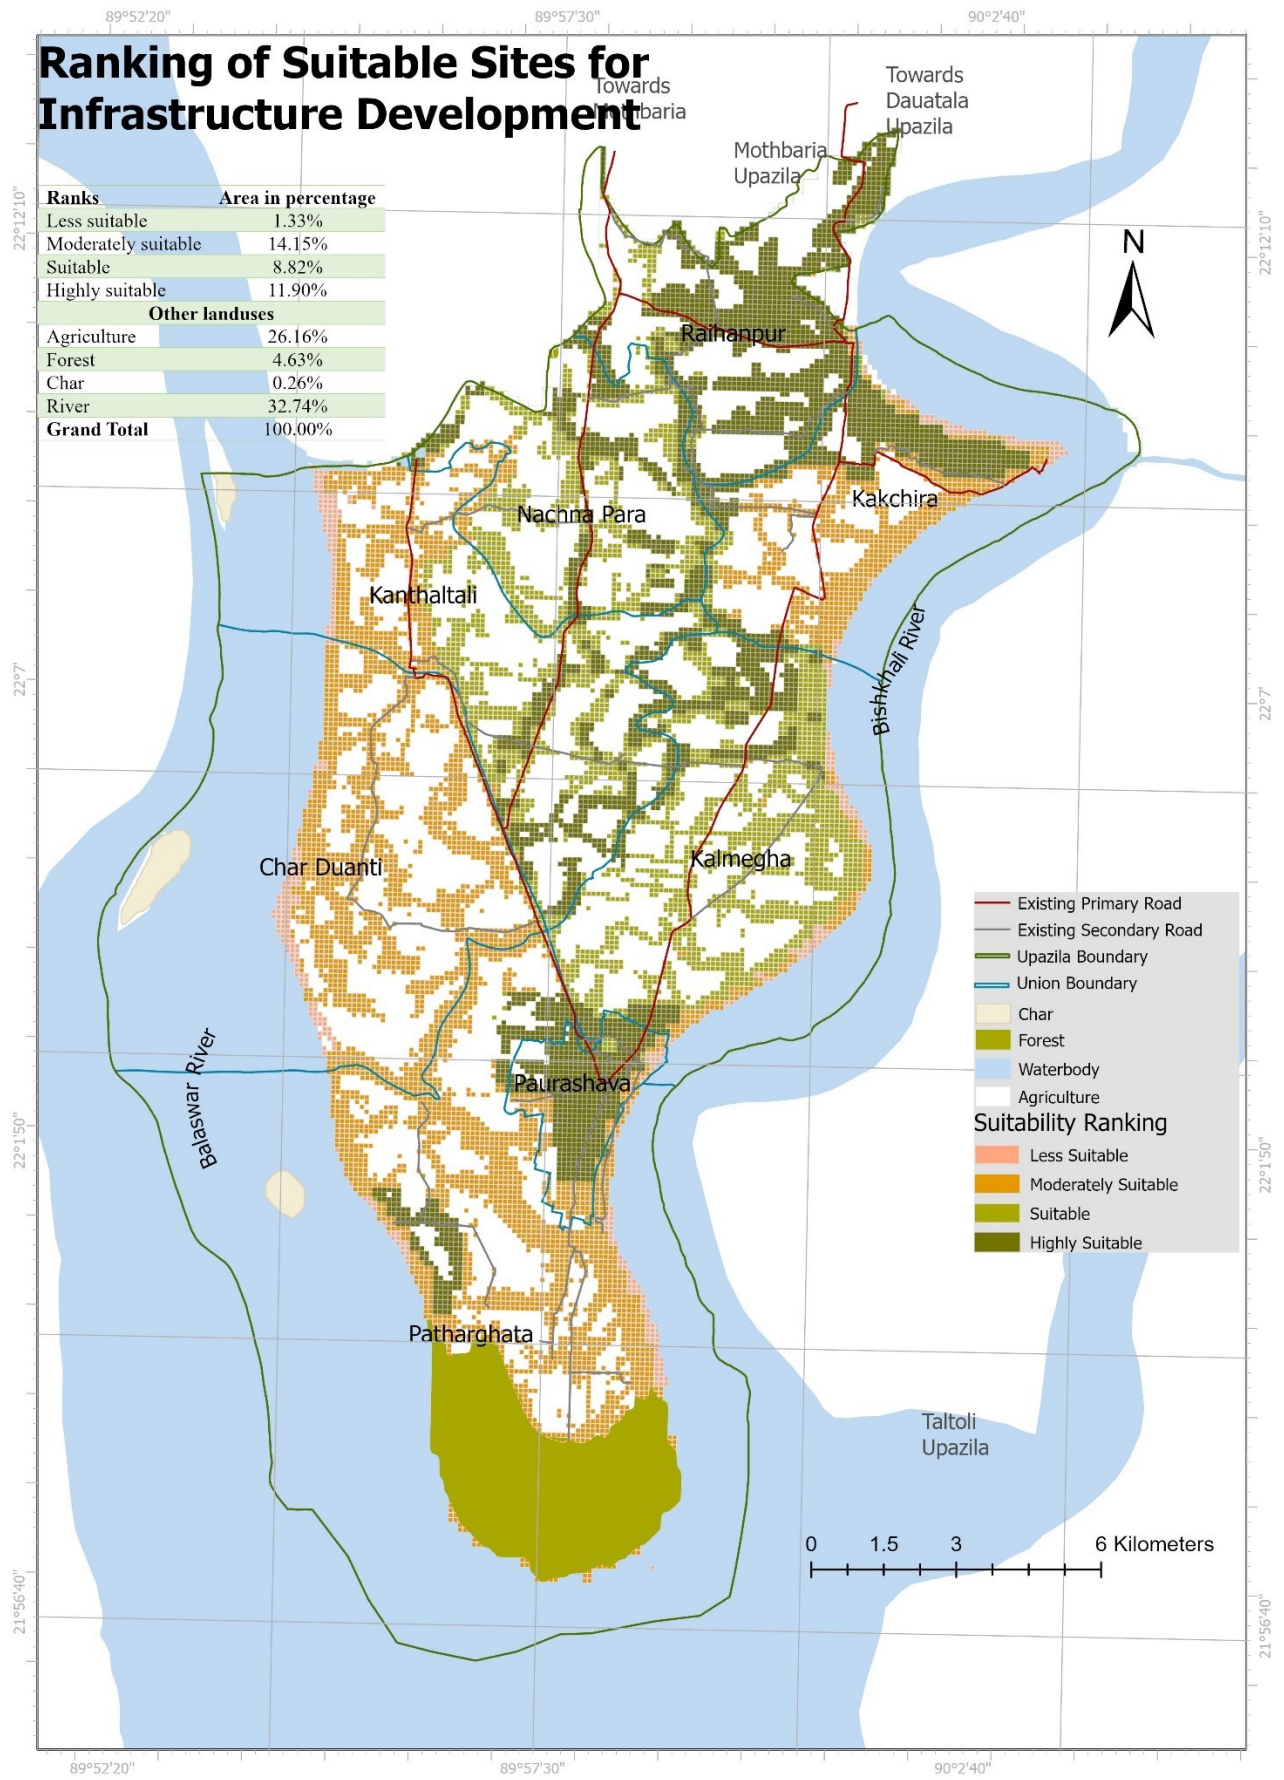 89°52'20"
89°57'30"
90°2'40"
Ranking of Suitable Sites for
Infrastructure Development
Towards
Mothbaria
Towards
Dauatala
Upazila
Mothbaria
Upazila
22°12'10"
22°12'10"
Ranks Area in percentage
Less suitable 1.33%
Moderately suitable 14.15%
Suitable 8.82%
Highly suitable 11.90%
Other landuses
Agriculture 26.16%
Forest 4.63%
Char 0.26%
River 32.74%
Grand Total 100.00%
N
Raihanpur
Kakchira
Nachna Para
Kanthaltali
Bishkhali River
22°7'
22°7'
Char Duanti
Kalmegha
Existing Primary Road
Existing Secondary Road
Upazila Boundary
Union Boundary
Char
Forest
Waterbody
Agriculture
Suitability Ranking
Less Suitable
Moderately Suitable
Suitable
Highly Suitable
Balaswar River
Paurashava
22°1'50"
22°1'50"
Patharghata
Taltoli
Upazila
0 1.5 3 6 Kilometers
21°56'40"
21°56'40"
89°52'20"
89°57'30"
90°2'40"